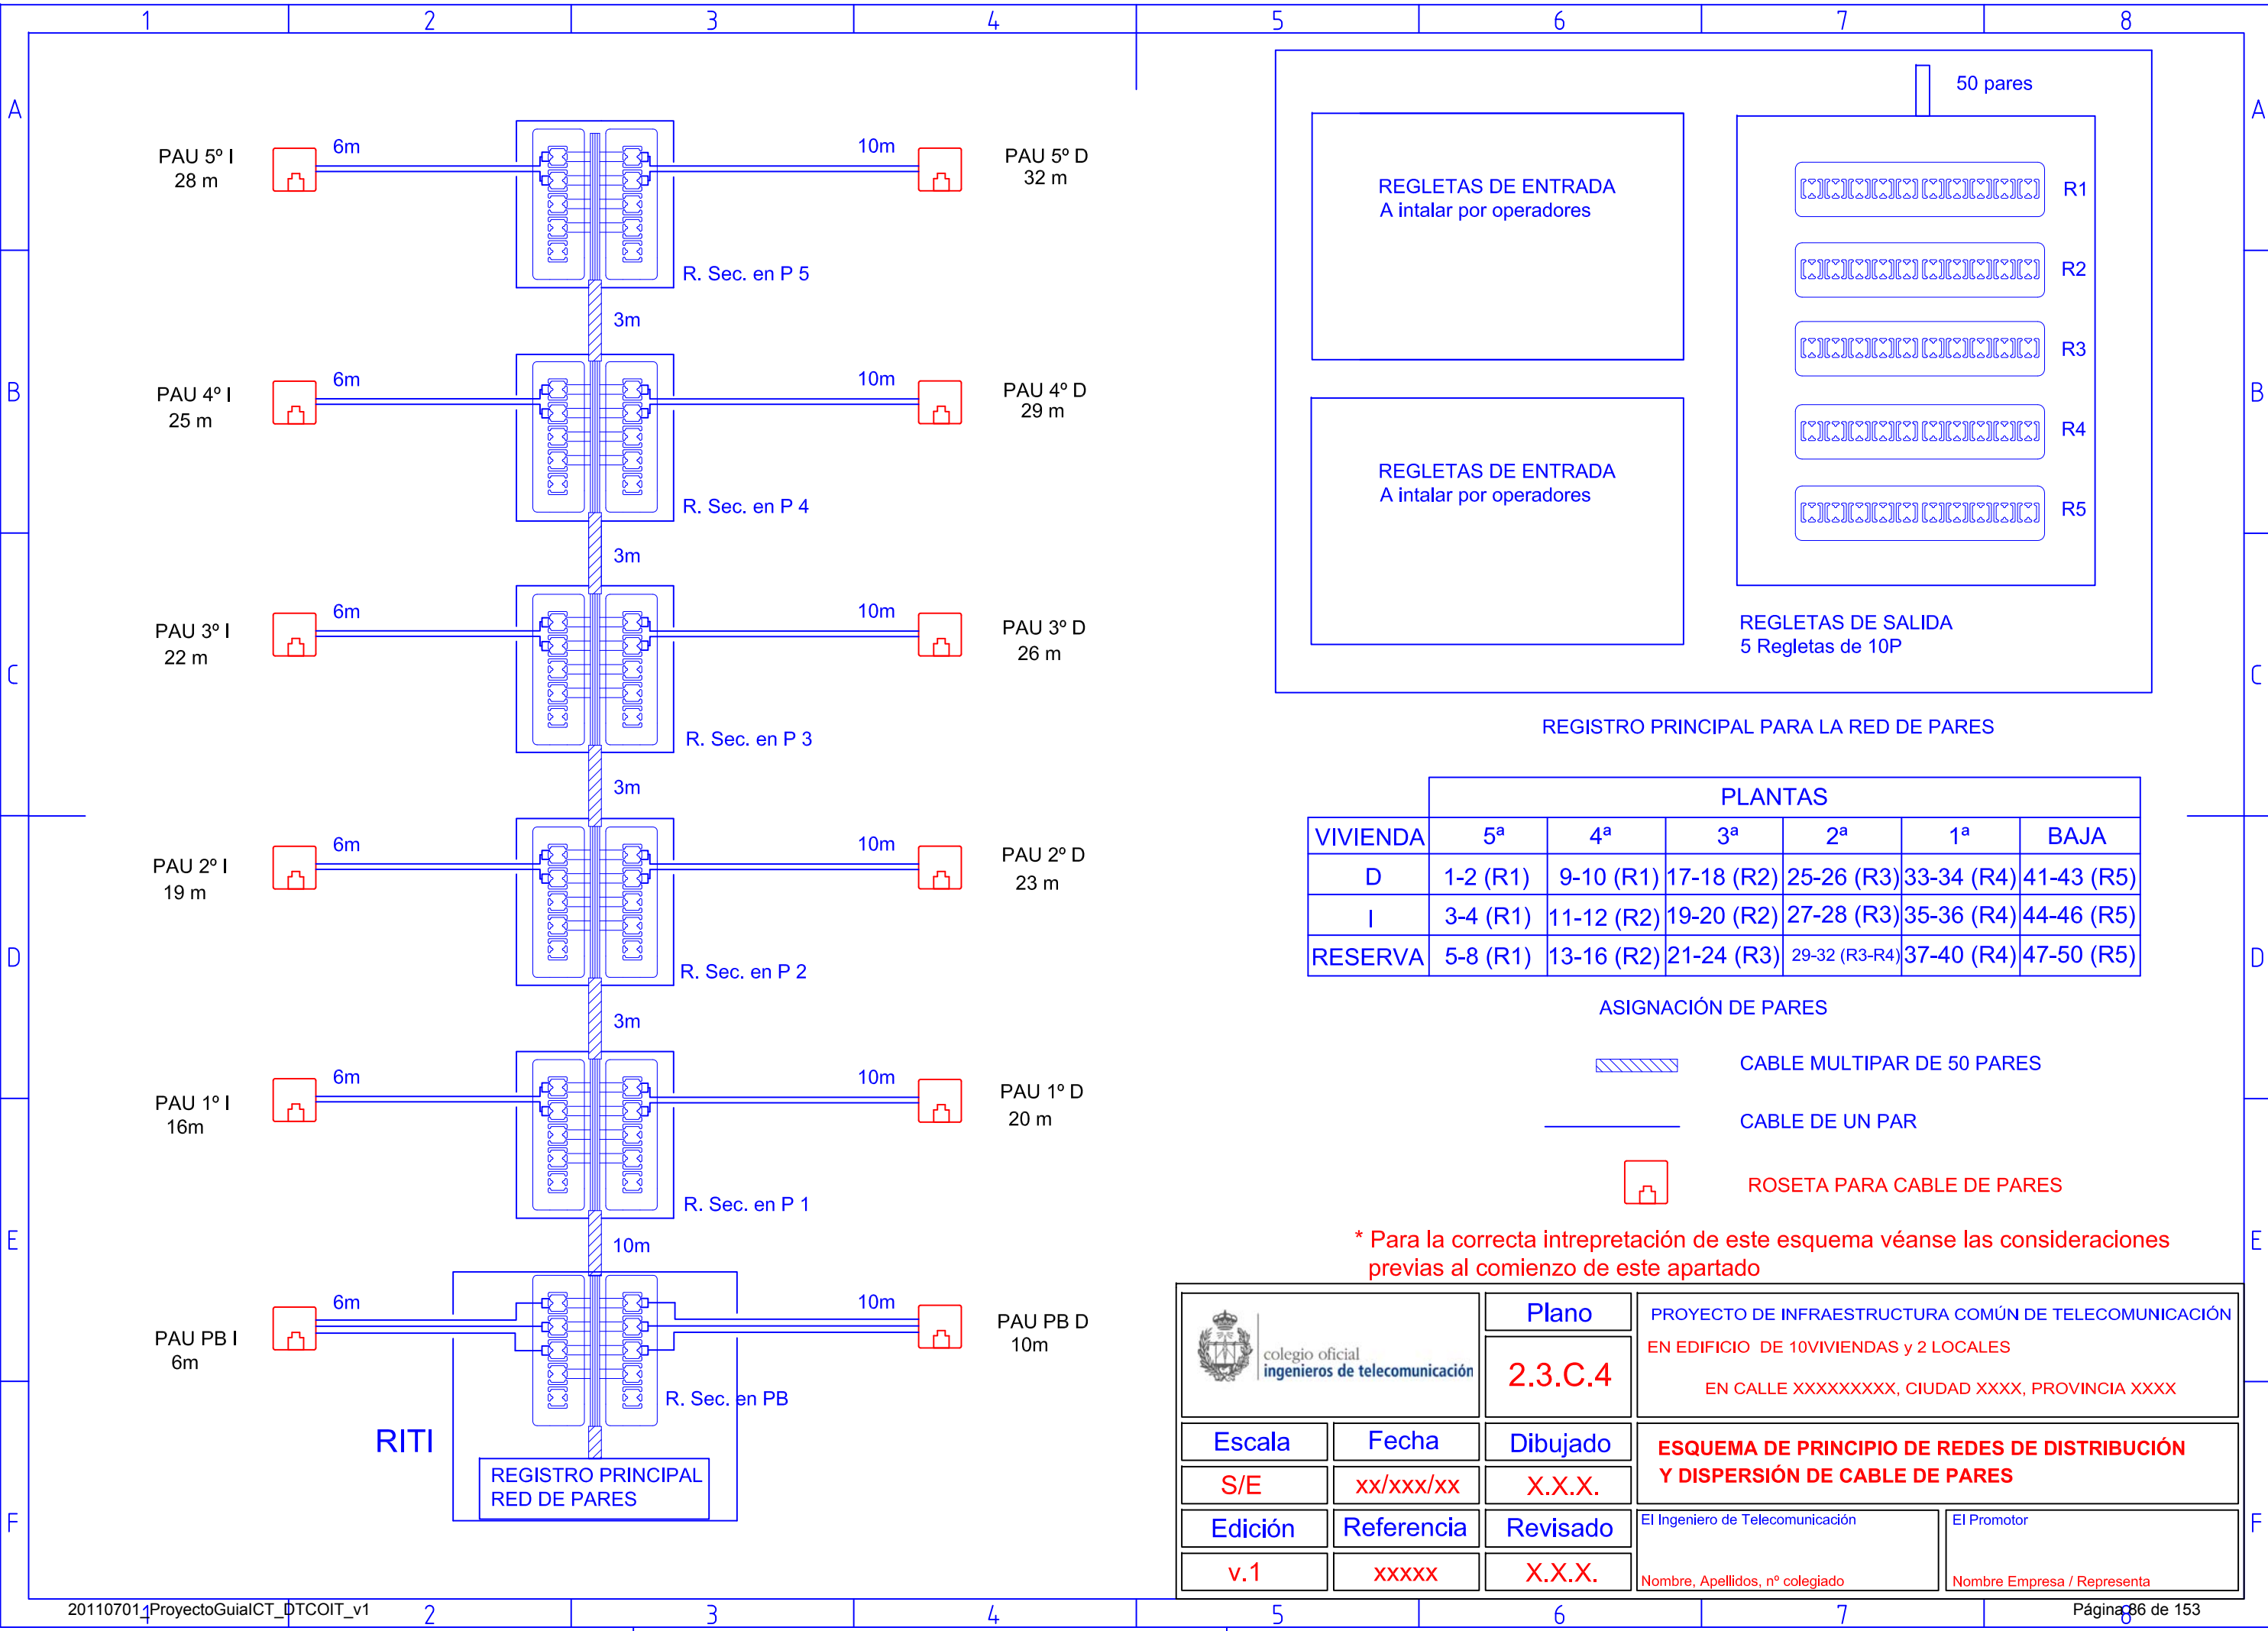 1 2 3 4 5 6 7 8
A A
B B
C C
D D
E E
F F
PAU 5º I
28 m
6m
10m
PAU 5º D
32 m
R. Sec. en P 5
3m
PAU 4º I
25 m
6m
10m
PAU 4º D
29 m
R. Sec. en P 4
3m
PAU 3º I
22 m
6m
10m
PAU 3º D
26 m
R. Sec. en P 3
3m
PAU 2º I
19 m
6m
10m
PAU 2º D
23 m
R. Sec. en P 2
3m
PAU 1º I
16m
6m
10m
PAU 1º D
20 m
R. Sec. en P 1
10m
PAU PB I
6m
6m
10m
PAU PB D
10m
R. Sec. en PB
RITI
REGISTRO PRINCIPAL
RED DE PARES
50 pares
REGLETAS DE ENTRADA
A intalar por operadores
REGLETAS DE ENTRADA
A intalar por operadores
R1
R2
R3
R4
R5
REGLETAS DE SALIDA
5 Regletas de 10P
REGISTRO PRINCIPAL PARA LA RED DE PARES
PLANTAS
VIVIENDA 5ª 4ª 3ª 2ª 1ª BAJA
D 1-2 (R1) 9-10 (R1) 17-18 (R2) 25-26 (R3) 33-34 (R4) 41-43 (R5)
I 3-4 (R1) 11-12 (R2) 19-20 (R2) 27-28 (R3) 35-36 (R4) 44-46 (R5)
RESERVA 5-8 (R1) 13-16 (R2) 21-24 (R3) 29-32 (R3-R4) 37-40 (R4) 47-50 (R5)
ASIGNACIÓN DE PARES
CABLE MULTIPAR DE 50 PARES
CABLE DE UN PAR
ROSETA PARA CABLE DE PARES
* Para la correcta intrepretación de este esquema véanse las consideraciones
previas al comienzo de este apartado
colegio oficial
ingenieros de telecomunicación
Plano
2.3.C.4
PROYECTO DE INFRAESTRUCTURA COMÚN DE TELECOMUNICACIÓN
EN EDIFICIO DE 10VIVIENDAS y 2 LOCALES
EN CALLE XXXXXXXXX, CIUDAD XXXX, PROVINCIA XXXX
Escala Fecha Dibujado
S/E xx/xxx/xx X.X.X.
ESQUEMA DE PRINCIPIO DE REDES DE DISTRIBUCIÓN
Y DISPERSIÓN DE CABLE DE PARES
Edición Referencia Revisado
v.1 xxxxx X.X.X.
El Ingeniero de Telecomunicación
Nombre, Apellidos, nº colegiado
El Promotor
Nombre Empresa / Representa
20110701_ProyectoGuiaICT_DTCOIT_v1
Página 86 de 153
1 2 3 4 5 6 7 8